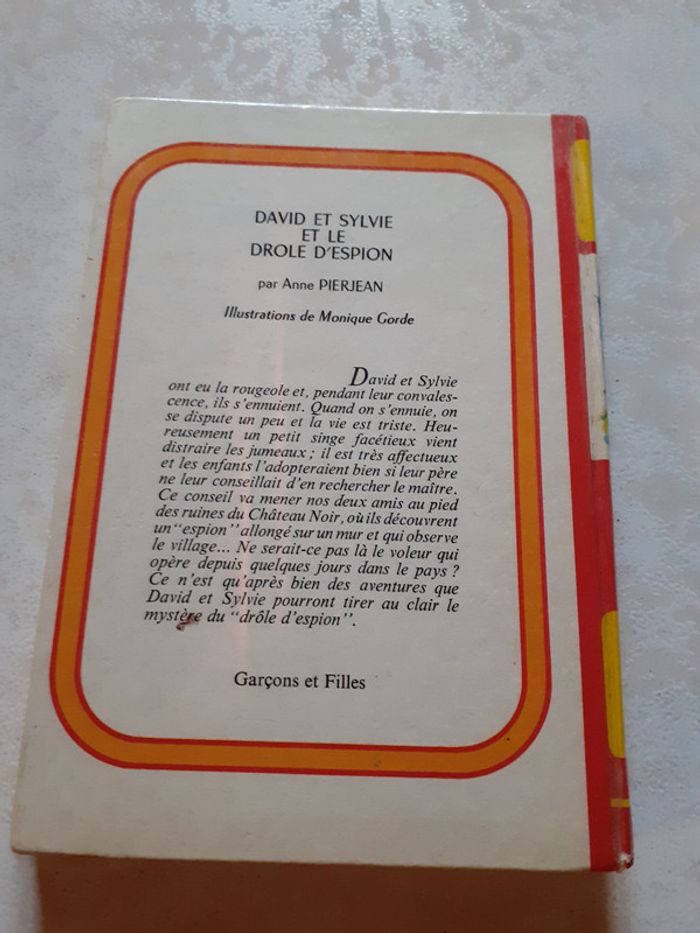 DAVID ET SYLVIE
ET LE
DROLE D'ESPION
par Anne PIERJEAN
Illustrations de Monique Gorde
David et Sylvie
ont eu la rougeole et, pendant leur convales-
cence, ils s'ennuient. Quand on s'ennuie, on
se dispute un peu et la vie est triste. Heu-
reusement un petit singe facétieux vient
distraire les jumeaux ; il est très affectueux
et les enfants l'adopteraient bien si leur père
ne leur conseillait d'en rechercher le maître.
Ce conseil va mener nos deux amis au pied
des ruines du Château Noir, où ils découvrent
un "espion" allongé sur un mur et qui observe
le village... Ne serait-ce pas là le voleur qui
opère depuis quelques jours dans le pays ?
Ce n'est qu'après bien des aventures que
David et Sylvie pourront tirer au clair le
mystère du "drôle d'espion".
Garçons et Filles